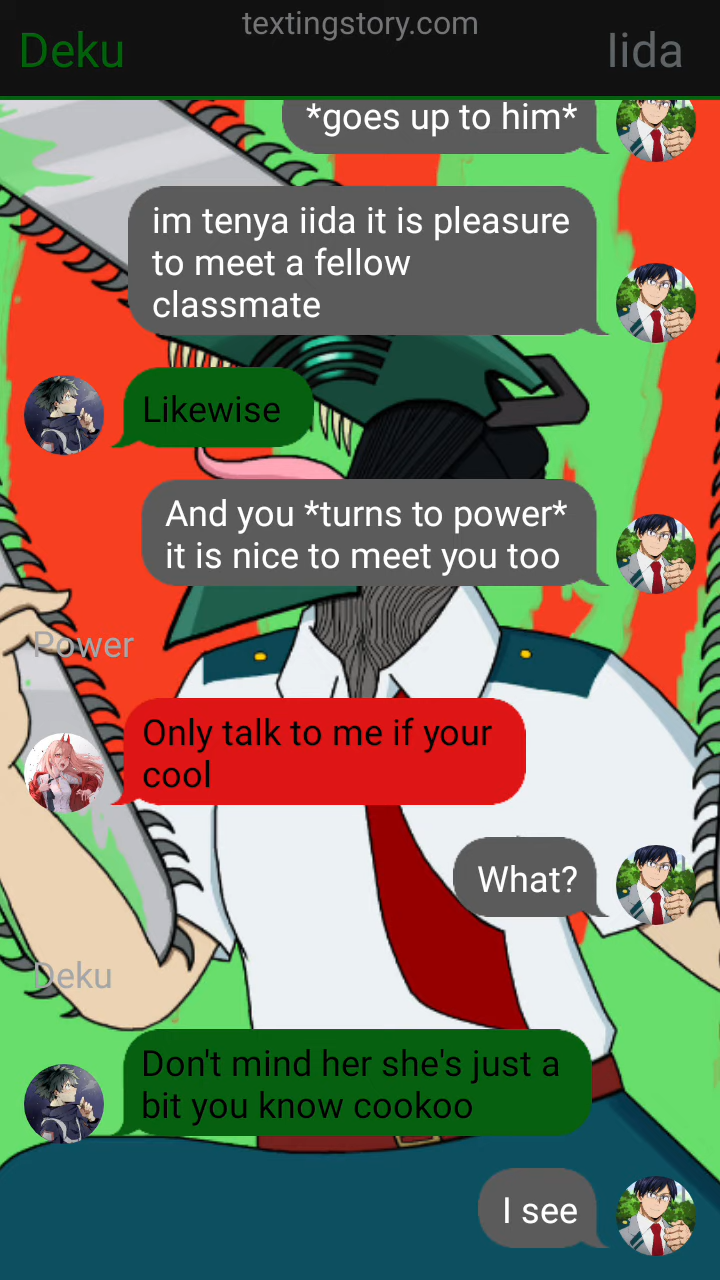 textingstory.com
Deku
Iida
*goes up to him*
im tenya iida it is pleasure
to meet a fellow
classmate
Likewise
And you *turns to power*
it is nice to meet you too
Power
Only talk to me if your
cool
What?
Deku
Don't mind her she's just a
bit you know cookoo
I see